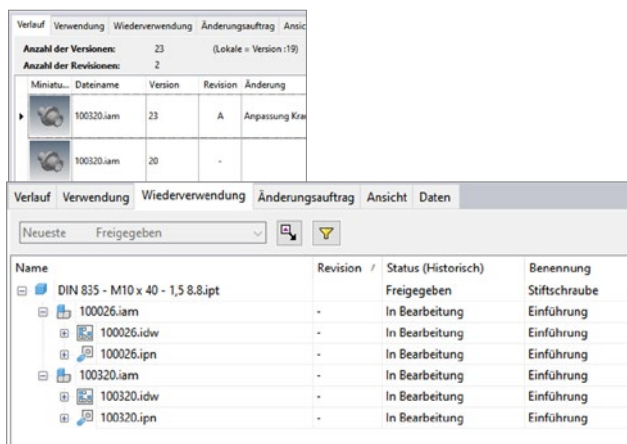 Verlauf Verwendung Wiederverwendung Änderungsauftrag Ansic
Anzahl der Versionen: 23 (Lokale = Version :19)
Anzahl der Revisionen: 2
Miniatu... Dateiname Version Revision Änderung
100320.iam 23 A Anpassung Kra
100320.iam 20 -
Verlauf Verwendung Wiederverwendung Änderungsauftrag Ansicht Daten
Neueste Freigegeben
Name Revision / Status (Historisch) Benennung
DIN 835 - M10 x 40 - 1,5 8.8.ipt Freigegeben Stiftschraube
100026.iam - In Bearbeitung Einführung
100026.idw - In Bearbeitung Einführung
100026.ipn - In Bearbeitung Einführung
100320.iam - In Bearbeitung Einführung
100320.idw - In Bearbeitung Einführung
100320.ipn - In Bearbeitung Einführung